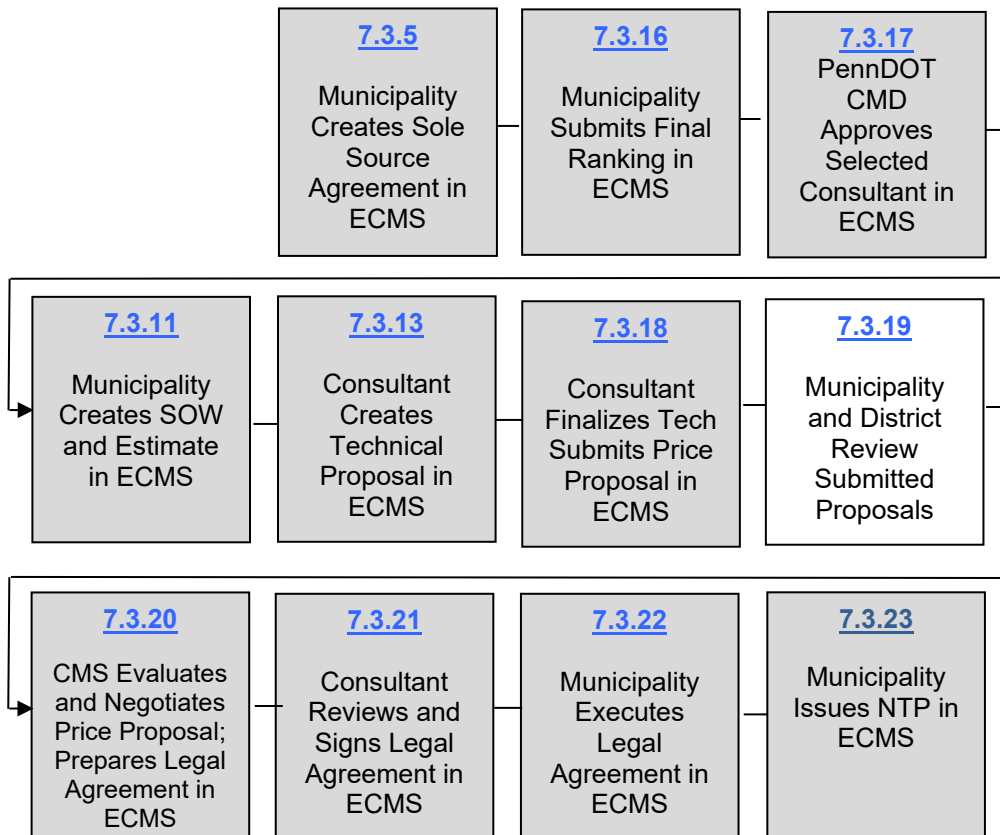 7.3.5
Municipality
Creates Sole
Source
Agreement in
ECMS
7.3.16
Municipality
Submits Final
Ranking in
ECMS
7.3.17
PennDOT
CMD
Approves
Selected
Consultant in
ECMS
7.3.11
Municipality
Creates SOW
and Estimate
in ECMS
7.3.13
Consultant
Creates
Technical
Proposal in
ECMS
7.3.18
Consultant
Finalizes Tech
Submits Price
Proposal in
ECMS
7.3.19
Municipality
and District
Review
Submitted
Proposals
7.3.20
CMS Evaluates
and Negotiates
Price Proposal;
Prepares Legal
Agreement in
ECMS
7.3.21
Consultant
Reviews and
Signs Legal
Agreement in
ECMS
7.3.22
Municipality
Executes
Legal
Agreement in
ECMS
7.3.23
Municipality
Issues NTP in
ECMS